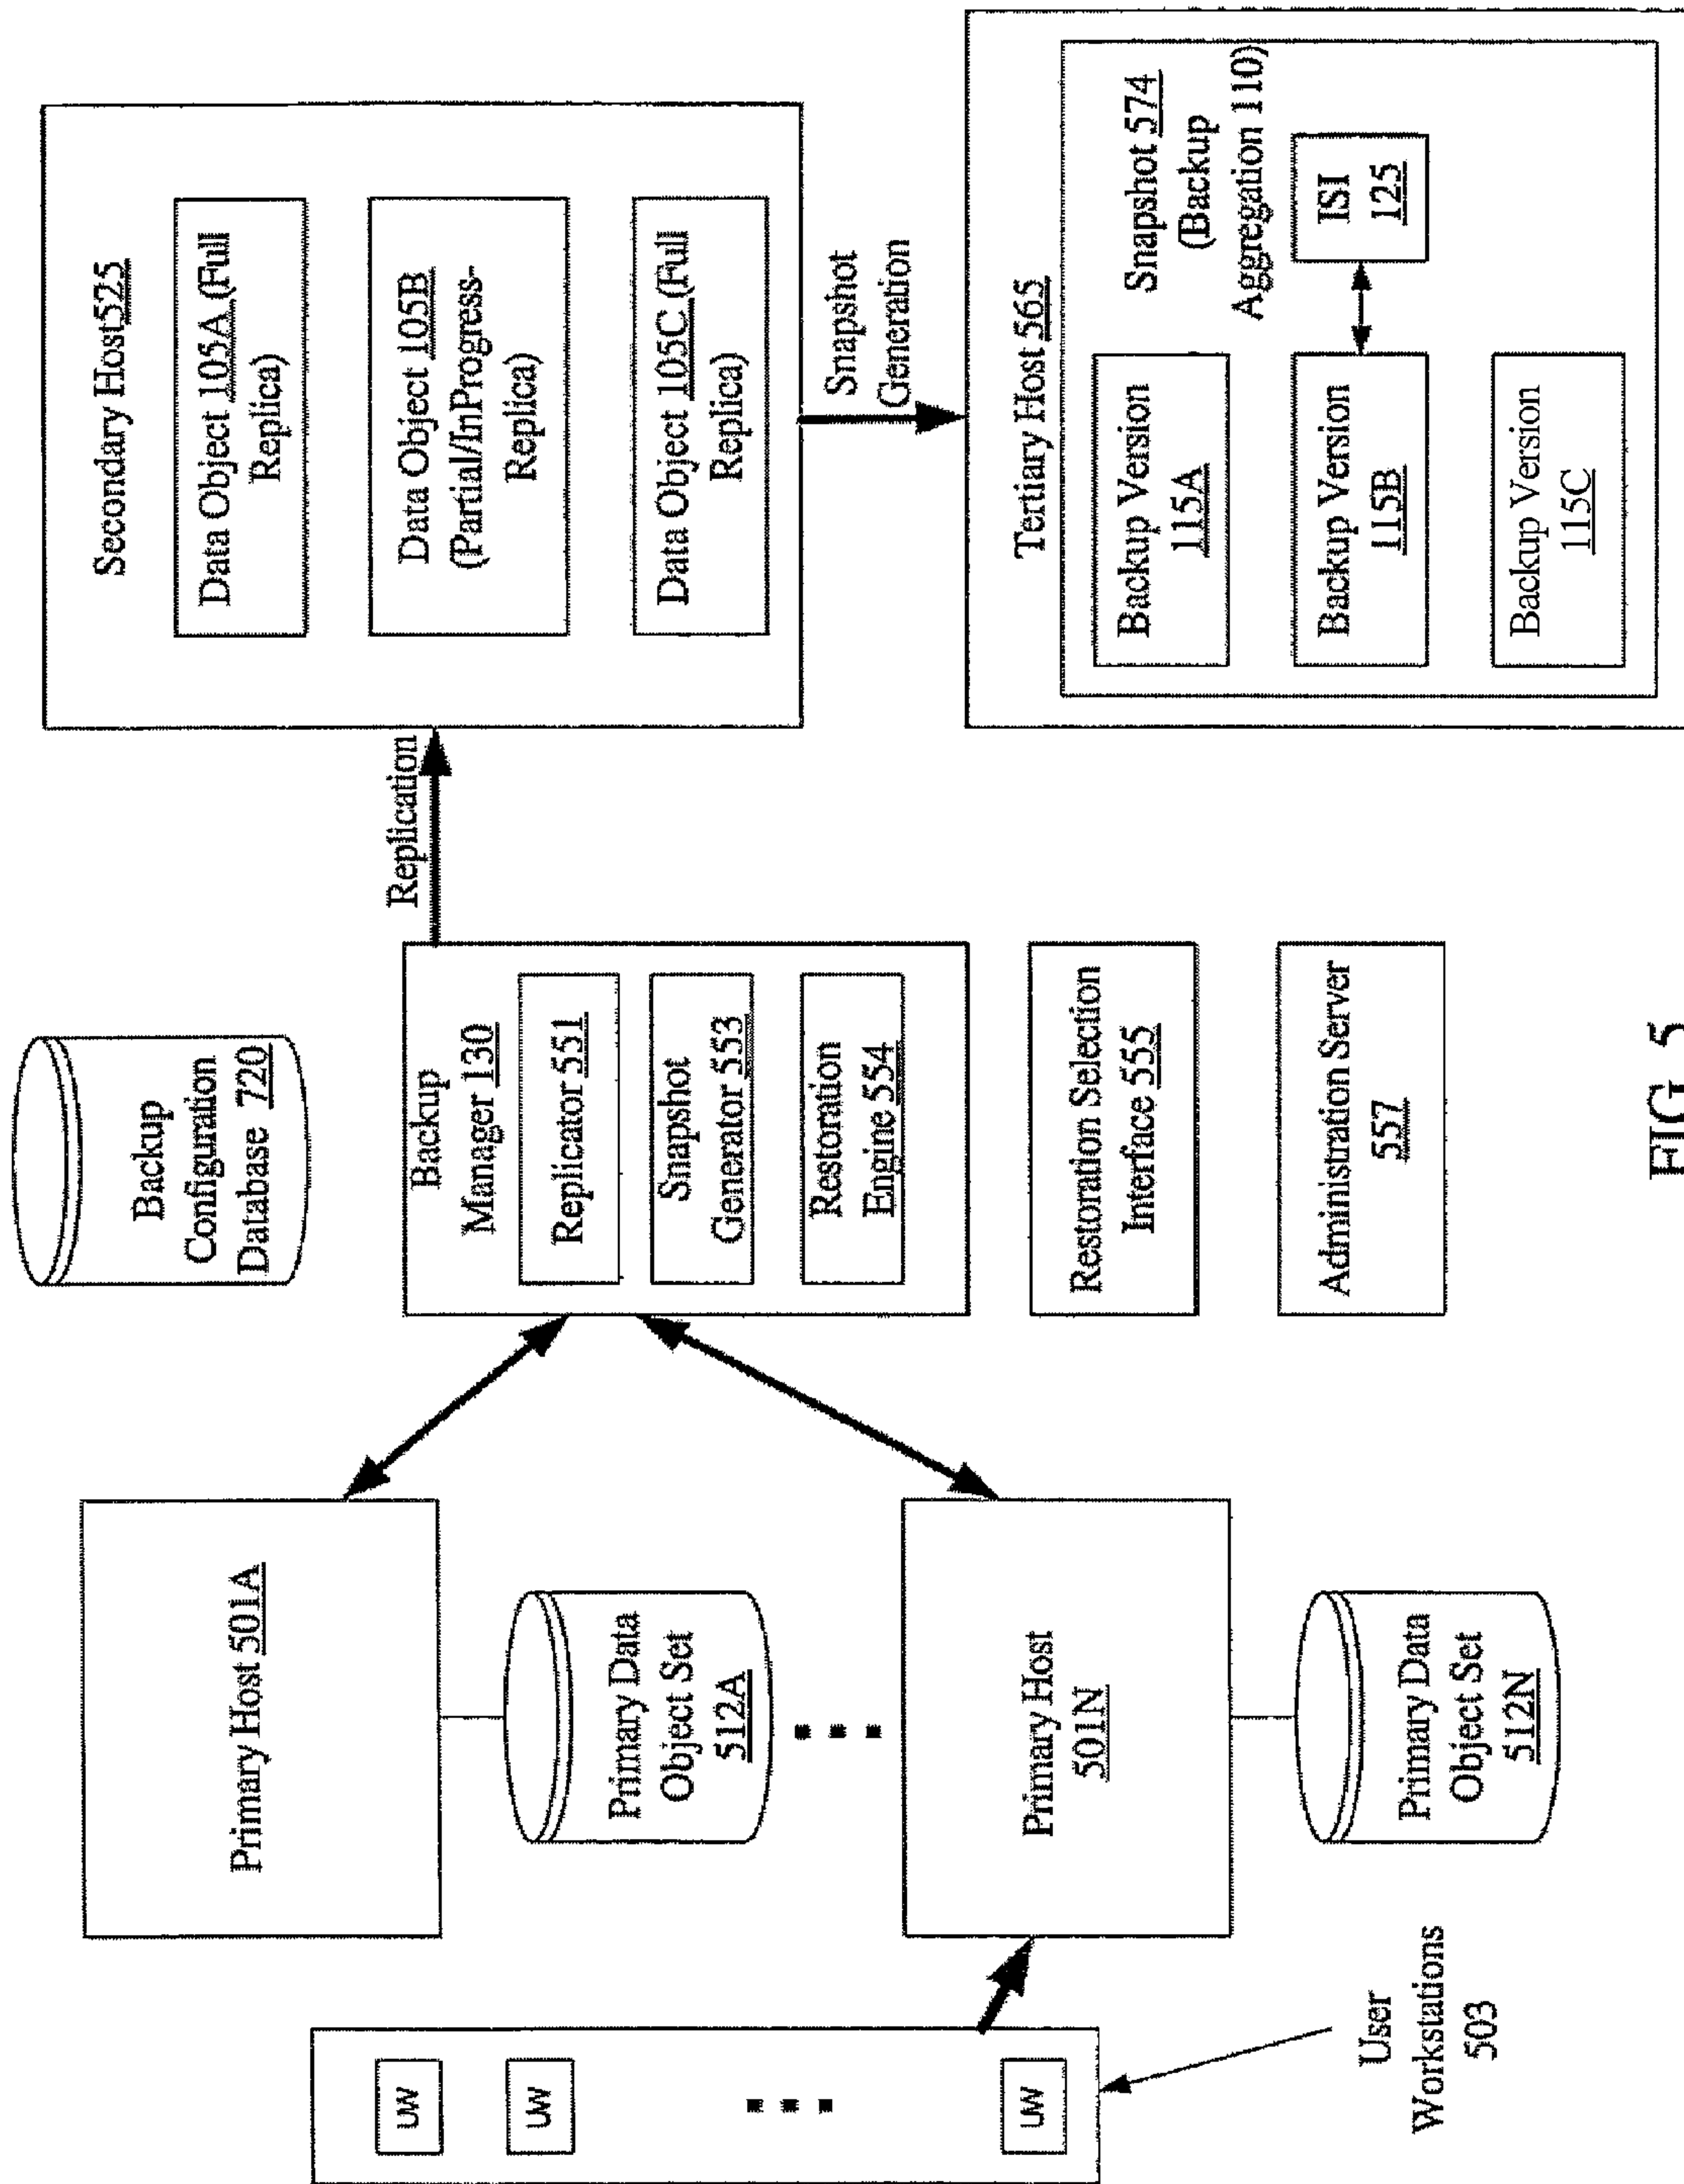 UW
UW
UW
User
Workstations
503
Primary Host 501A
Primary Data
Object Set
512A
Primary Host
501N
Primary Data
Object Set
512N
Backup
Configuration
Database 720
Backup
Manager 130
Replicator 551
Snapshot
Generator 553
Restoration
Engine 554
Restoration Selection
Interface 555
Administration Server
557
Replication
Secondary Host525
Data Object 105A (Full
Replica)
Data Object 105B
(Partial/InProgress-
Replica)
Data Object 105C (Full
Replica)
Snapshot
Generation
Tertiary Host 565
Backup Version
115A
Backup Version
115B
Backup Version
115C
Snapshot 574
(Backup
Aggregation 110)
ISI
125
FIG. 5